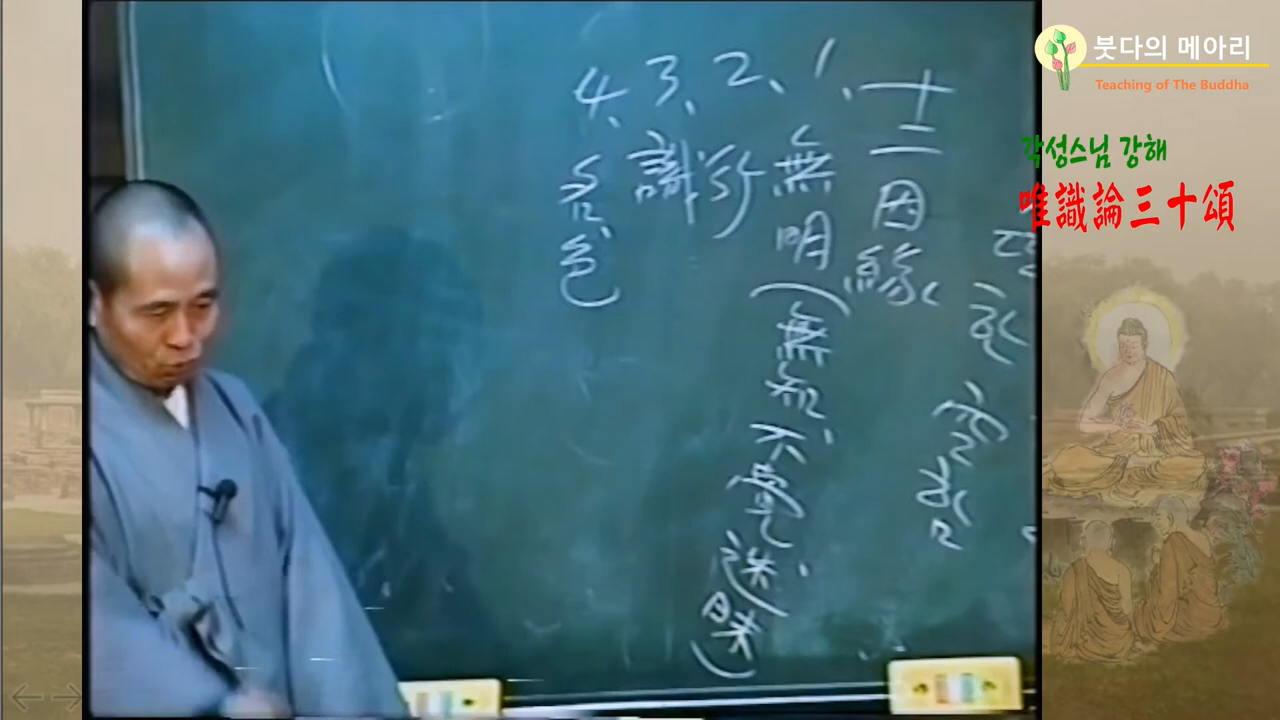 붓다의 메아리
Teaching of The Buddha
각성스님 강해
唯識論三十頌
十二因緣
1、無明(無知、不覺、迷昧)
2、行
3、識
4、名色